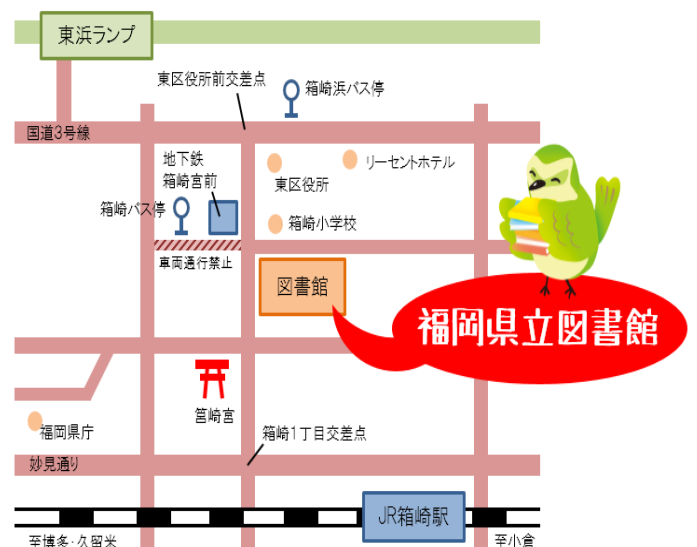 東浜ランプ
東区役所前交差点
箱崎浜バス停
国道3号線
地下鉄
箱崎宮前
リーセントホテル
東区役所
箱崎バス停
箱崎小学校
車両通行禁止
図書館
福岡県立図書館
筥崎宮
福岡県庁
箱崎1丁目交差点
妙見通り
JR箱崎駅
至博多・久留米
至小倉